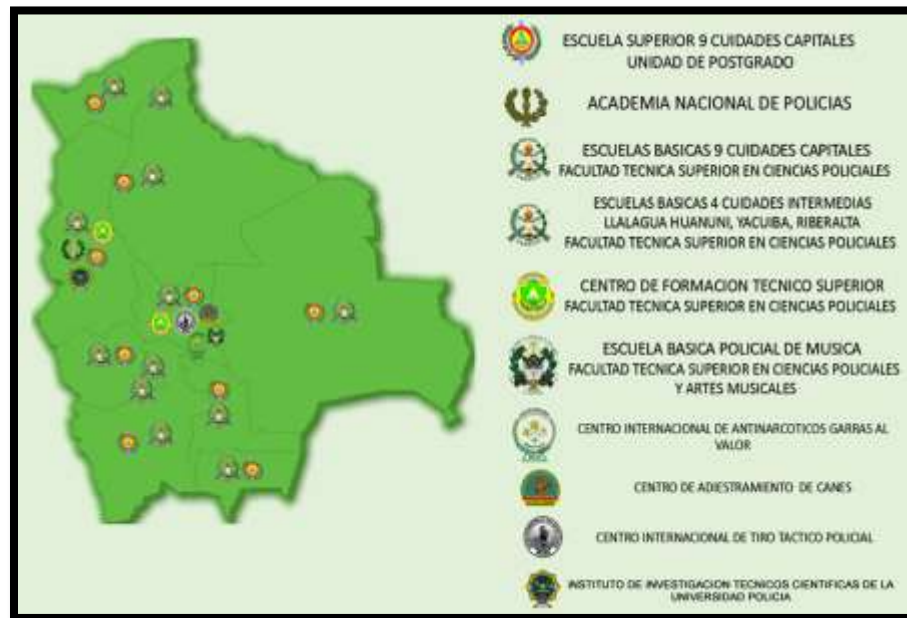 ESCUELA SUPERIOR 9 CUIDADES CAPITALES
UNIDAD DE POSTGRADO
ACADEMIA NACIONAL DE POLICIAS
ESCUELAS BASICAS 9 CUIDADES CAPITALES
FACULTAD TECNICA SUPERIOR EN CIENCIAS POLICIALES
ESCUELAS BASICAS 4 CUIDADES INTERMEDIAS
LLALAGUA HUANUNI, YACUIBA, RIBERALTA
FACULTAD TECNICA SUPERIOR EN CIENCIAS POLICIALES
CENTRO DE FORMACION TECNICO SUPERIOR
FACULTAD TECNICA SUPERIOR EN CIENCIAS POLICIALES
ESCUELA BASICA POLICIAL DE MUSICA
FACULTAD TECNICA SUPERIOR EN CIENCIAS POLICIALES
Y ARTES MUSICALES
CENTRO INTERNACIONAL DE ANTINARCOTICOS GARRAS AL
VALOR
CENTRO DE ADIESTRAMIENTO DE CANES
CENTRO INTERNACIONAL DE TIRO TACTICO POLICIAL
INSTITUTO DE INVESTIGACION TECNICOS CIENTIFICAS DE LA
UNIVERSIDAD POLICIA